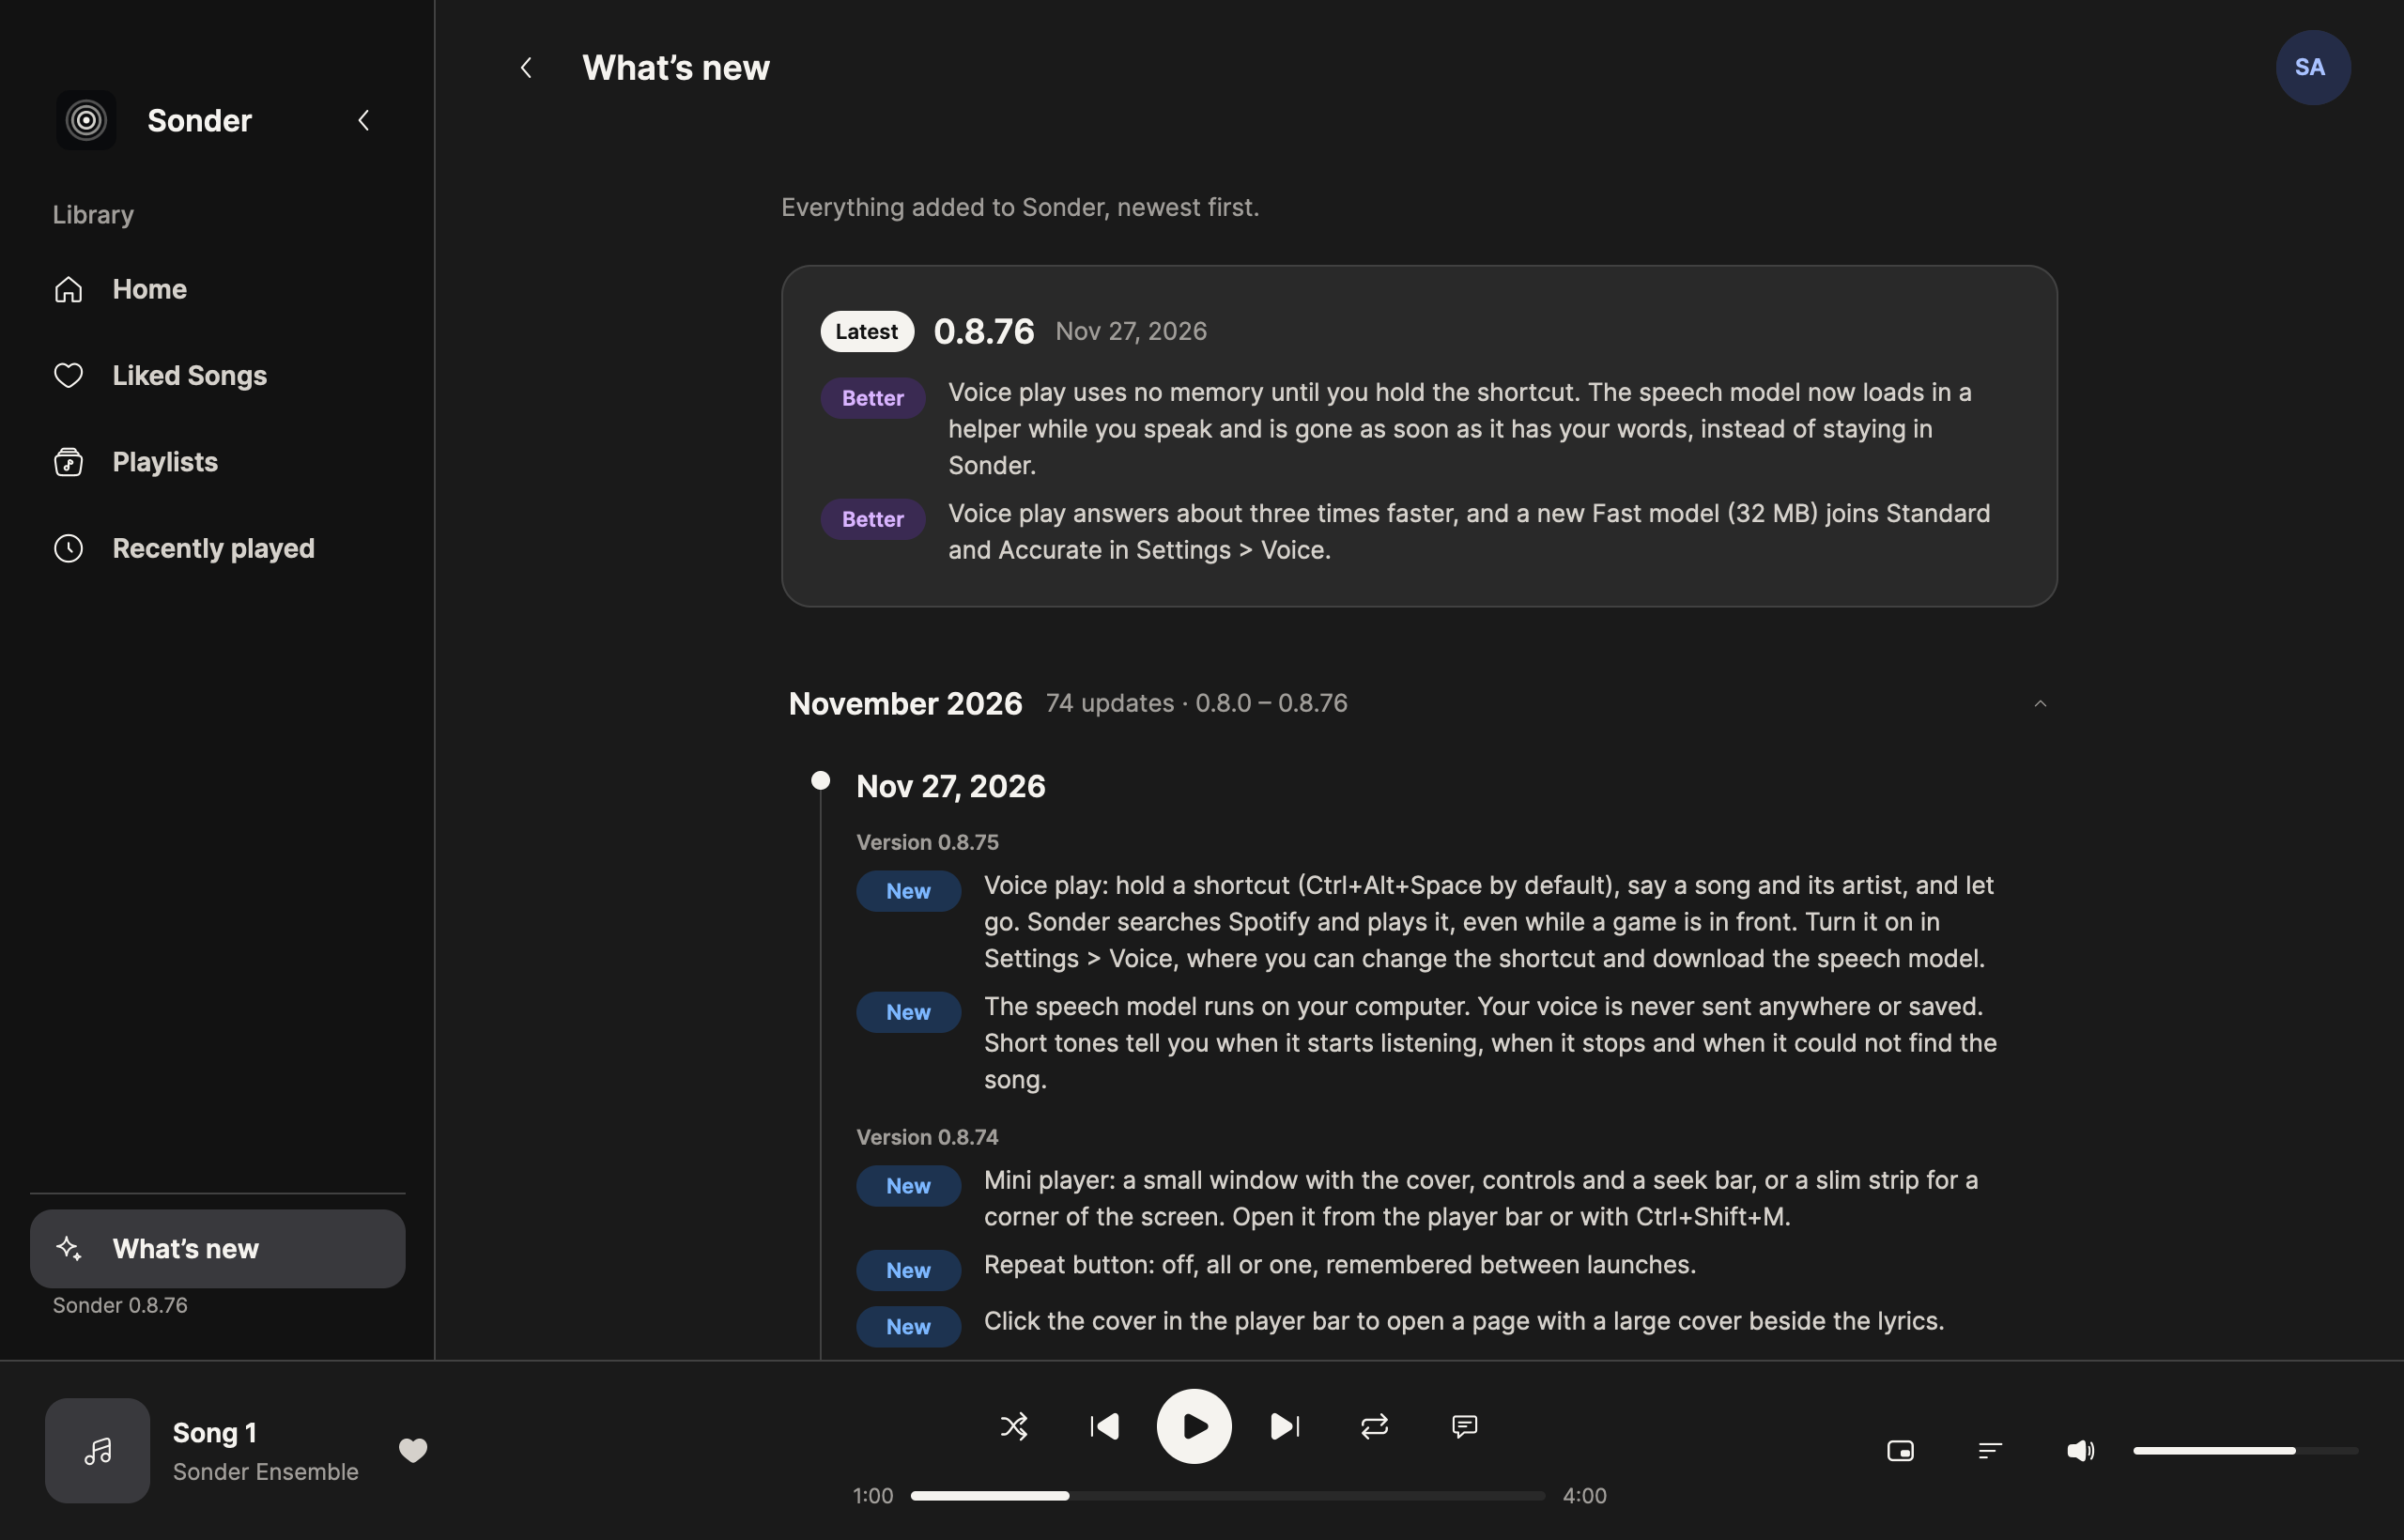 Sonder
Library
Home
Liked Songs
Playlists
Recently played
What’s new
Sonder 0.8.76
What’s new
SA
Everything added to Sonder, newest first.
Latest 0.8.76 Nov 27, 2026
Better Voice play uses no memory until you hold the shortcut. The speech model now loads in a
helper while you speak and is gone as soon as it has your words, instead of staying in
Sonder.
Better Voice play answers about three times faster, and a new Fast model (32 MB) joins Standard
and Accurate in Settings > Voice.
November 2026 74 updates · 0.8.0 – 0.8.76
Nov 27, 2026
Version 0.8.75
New Voice play: hold a shortcut (Ctrl+Alt+Space by default), say a song and its artist, and let
go. Sonder searches Spotify and plays it, even while a game is in front. Turn it on in
Settings > Voice, where you can change the shortcut and download the speech model.
New The speech model runs on your computer. Your voice is never sent anywhere or saved.
Short tones tell you when it starts listening, when it stops and when it could not find the
song.
Version 0.8.74
New Mini player: a small window with the cover, controls and a seek bar, or a slim strip for a
corner of the screen. Open it from the player bar or with Ctrl+Shift+M.
New Repeat button: off, all or one, remembered between launches.
New Click the cover in the player bar to open a page with a large cover beside the lyrics.
Song 1
Sonder Ensemble
1:00 4:00